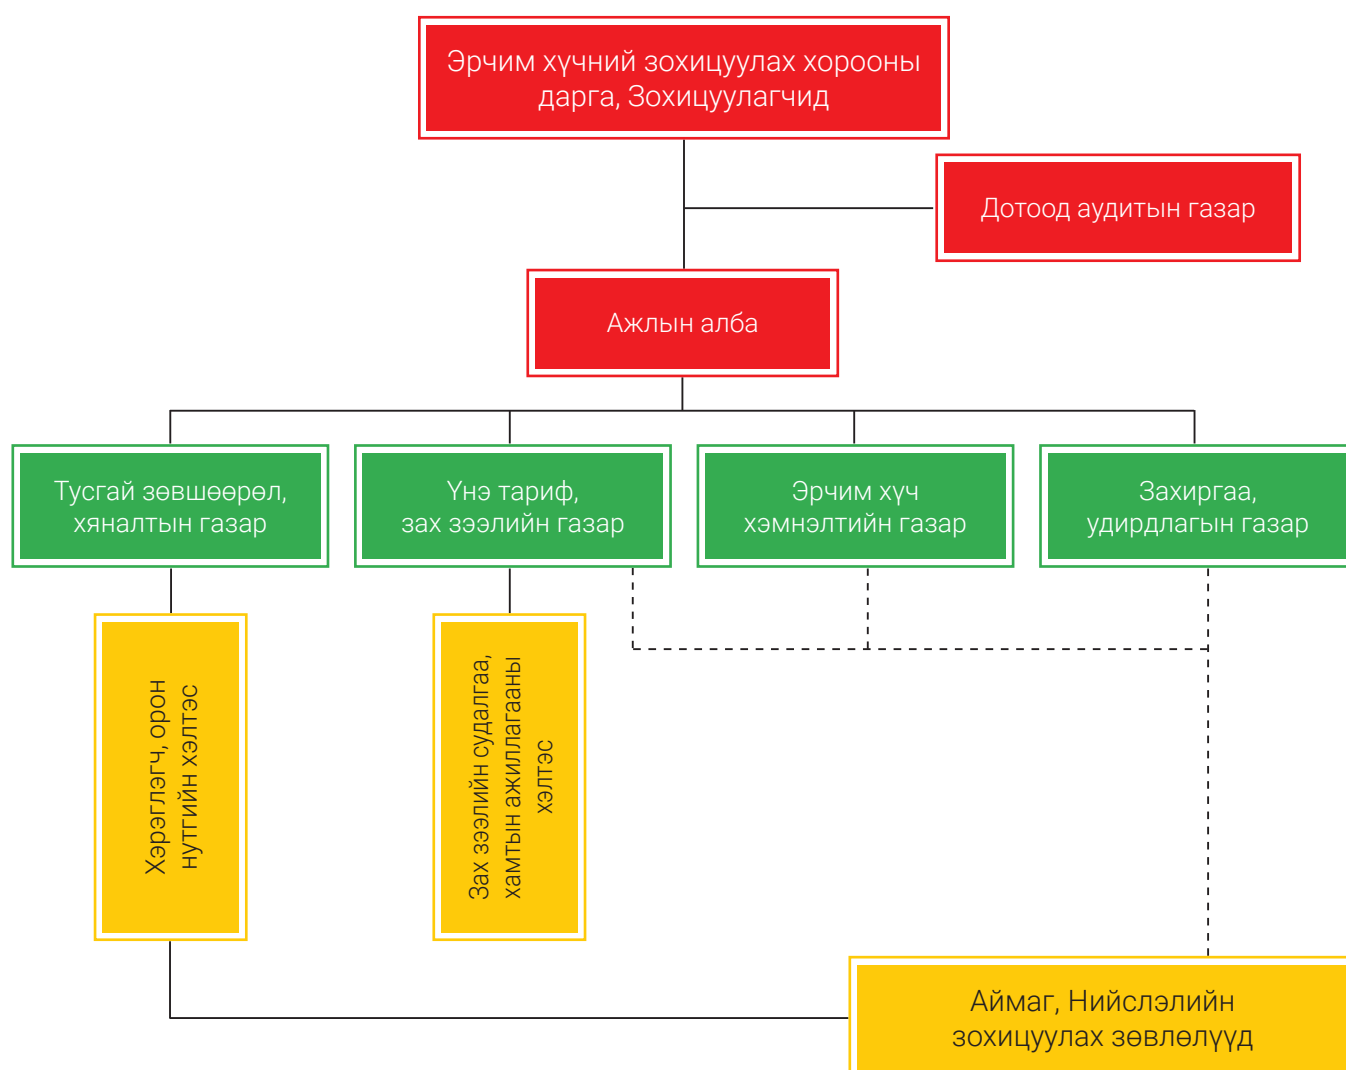 Эрчим хүчний зохицуулах хорооны
дарга, Зохицуулагчид
Дотоод аудитын газар
Ажлын алба
Тусгай зөвшөөрөл,
хяналтын газар
Үнэ тариф,
зах зээлийн газар
Эрчим хүч
хэмнэлтийн газар
Захиргаа,
удирдлагын газар
Хэрэглэгч, орон
нутгийн хэлтэс
Зах зээлийн судалгаа,
хамтын ажиллагааны
хэлтэс
Аймаг, Нийслэлийн
зохицуулах зөвлөлүүд